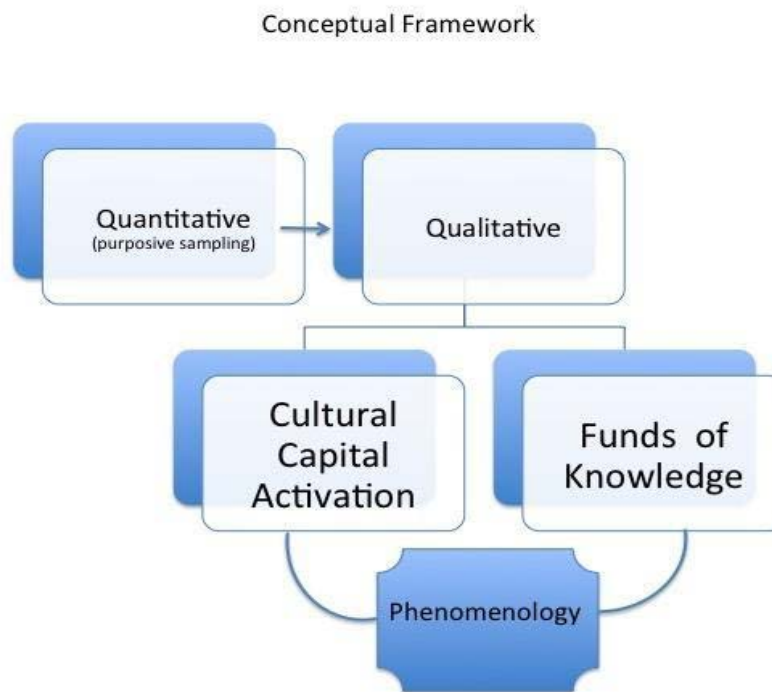 Conceptual Framework
Quantitative
(purposive sampling)
Qualitative
Cultural
Capital
Activation
Funds of
Knowledge
Phenomenology